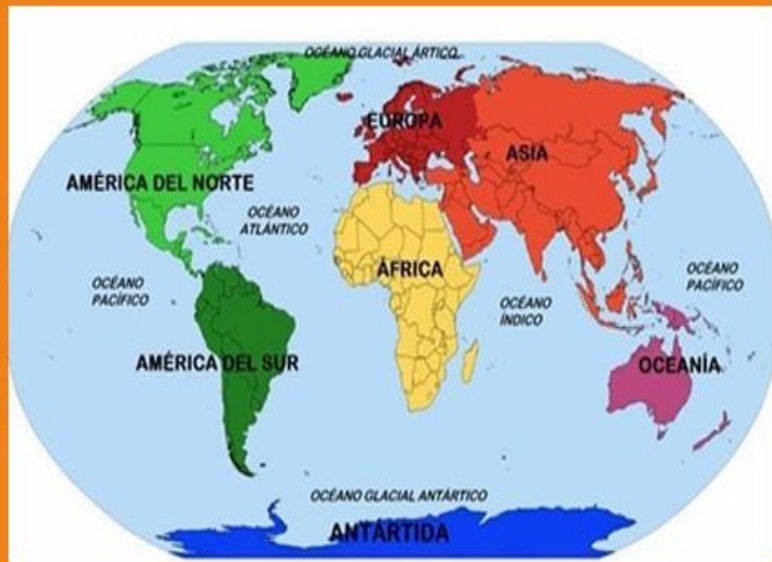 OCÉANO GLACIAL ÁRTICO
EUROPA
ASIA
AMÉRICA DEL NORTE
OCÉANO
ATLÁNTICO
ÁFRICA
OCÉANO
PACÍFICO
OCÉANO
ÍNDICO
OCÉANO
PACÍFICO
AMÉRICA DEL SUR
OCEANÍA
OCÉANO GLACIAL ANTÁRTICO
ANTÁRTIDA